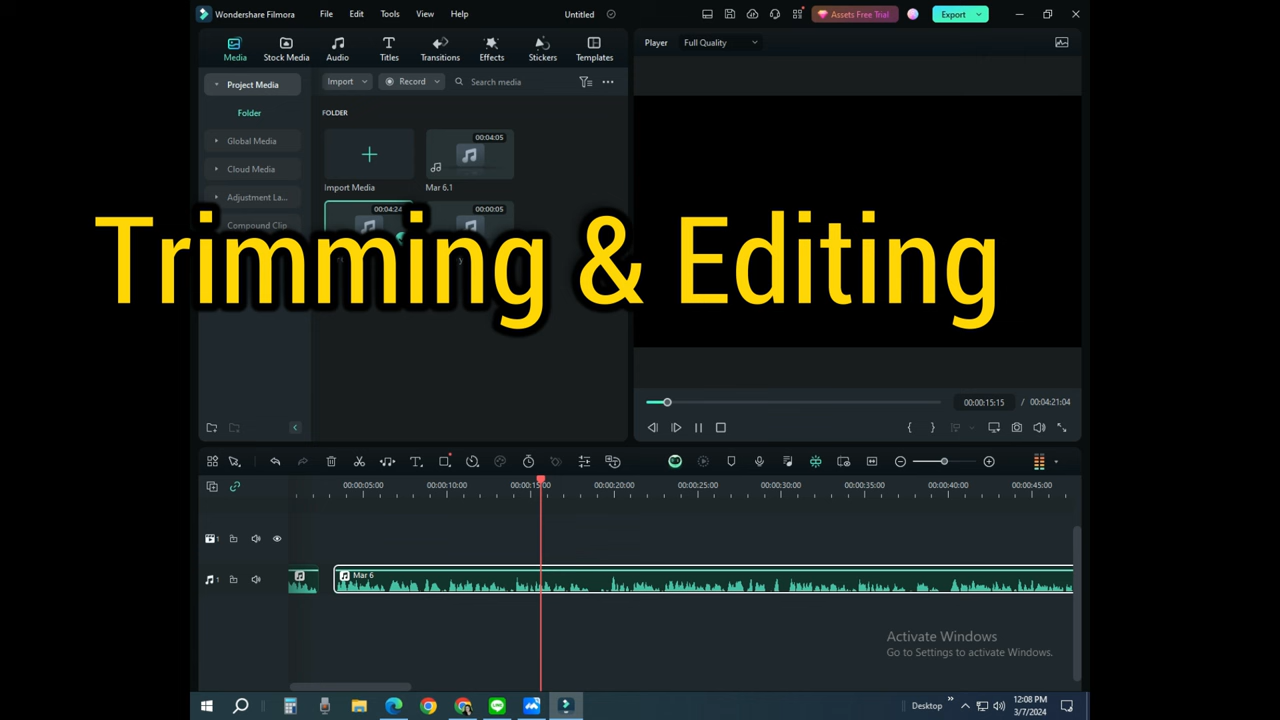 Wondershare Filmora File Edit Tools View Help Untitled Assets Free Trial Export
Media Stock Media Audio Titles Transitions Effects Stickers Templates
Player Full Quality
Project Media
Import Record Search media
Folder
FOLDER
Global Media
Cloud Media
Adjustment La...
Compound Clip
00:04:05
Import Media
Mar 6.1
00:04:24
00:00:05
Trimming & Editing
00:00:15:15 / 00:04:21:04
00:00:05:00 00:00:10:00 00:00:15:00 00:00:20:00 00:00:25:00 00:00:30:00 00:00:35:00 00:00:40:00 00:00:45:00
1
1
Mar 6
Activate Windows
Go to Settings to activate Windows.
Desktop
12:08 PM
3/7/2024